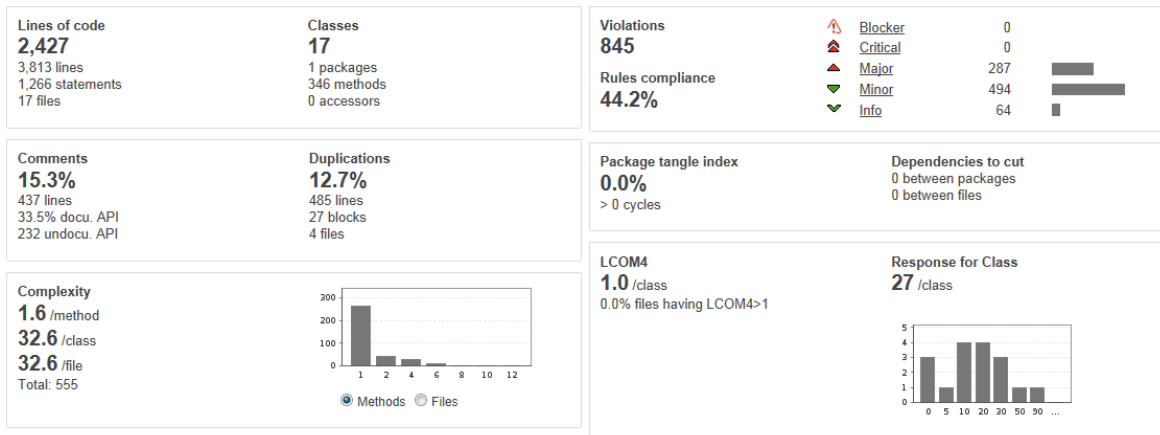 Lines of code
2,427
3,813 lines
1,266 statements
17 files
Classes
17
1 packages
346 methods
0 accessors
Comments
15.3%
437 lines
33.5% docu. API
232 undocu. API
Duplications
12.7%
485 lines
27 blocks
4 files
Complexity
1.6 /method
32.6 /class
32.6 /file
Total: 555
300
200
100
0
1 2 4 6 8 10 12
Methods Files
Violations
845
Rules compliance
44.2%
Blocker 0
Critical 0
Major 287
Minor 494
Info 64
Package tangle index
0.0%
> 0 cycles
Dependencies to cut
0 between packages
0 between files
LCOM4
1.0 /class
0.0% files having LCOM4>1
Response for Class
27 /class
5
4
3
2
1
0
0 5 10 20 30 50 90 ...